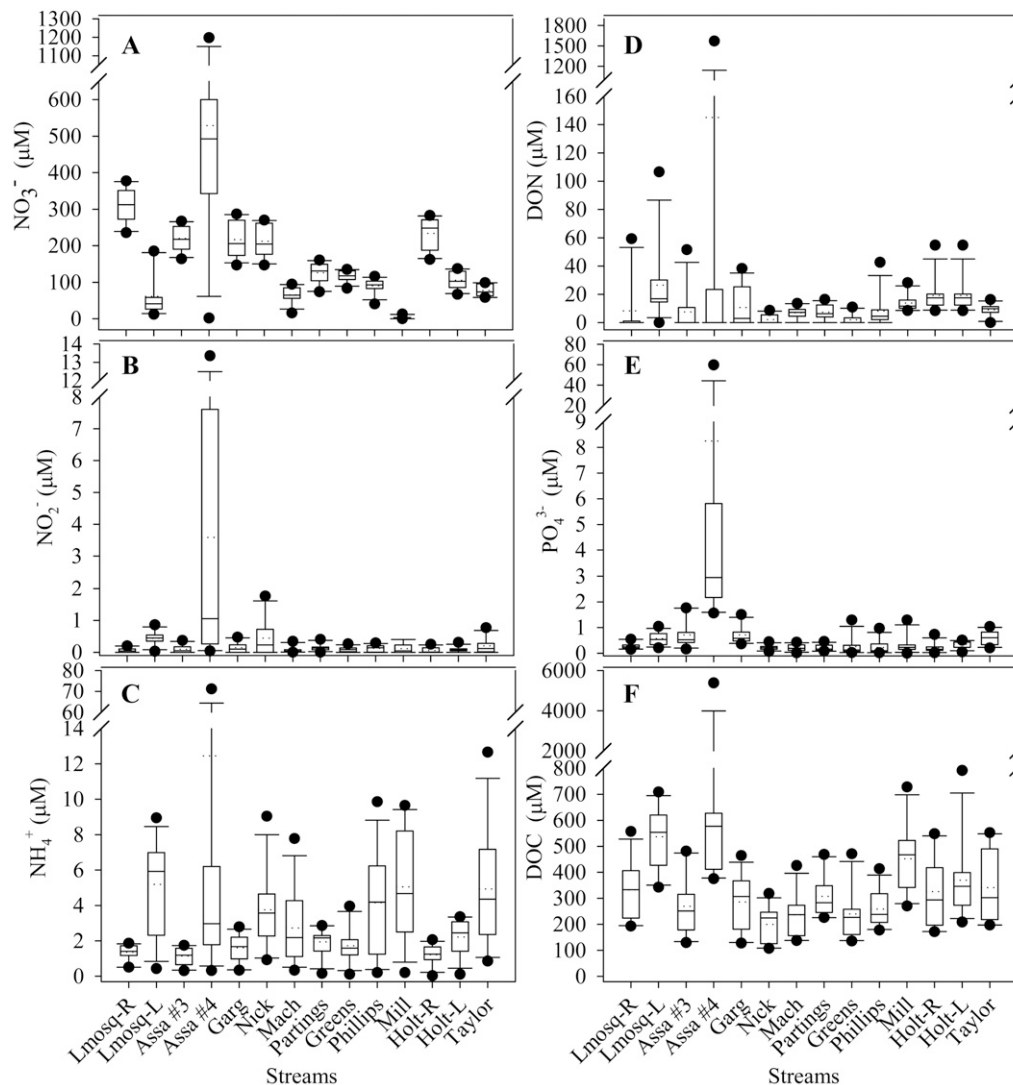 A
NO3- (μM)
1300
1200
1100
600
500
400
300
200
100
0
B
NO2- (μM)
14
13
12
8
7
6
5
4
3
2
1
0
C
NH4+ (μM)
80
70
60
14
12
10
8
6
4
2
0
Lmosq-R
Lmosq-L
Assa #3
Assa #4
Garg
Nick
Mach
Partings
Greens
Phillips
Mill
Holt-R
Holt-L
Taylor
Streams
D
DON (μM)
1800
1500
1200
160
140
120
100
80
60
40
20
0
E
PO43- (μM)
80
60
40
20
9
8
7
6
5
4
3
2
1
0
F
DOC (μM)
6000
4000
2000
800
700
600
500
400
300
200
100
0
Lmosq-R
Lmosq-L
Assa #3
Assa #4
Garg
Nick
Mach
Partings
Greens
Phillips
Mill
Holt-R
Holt-L
Taylor
Streams